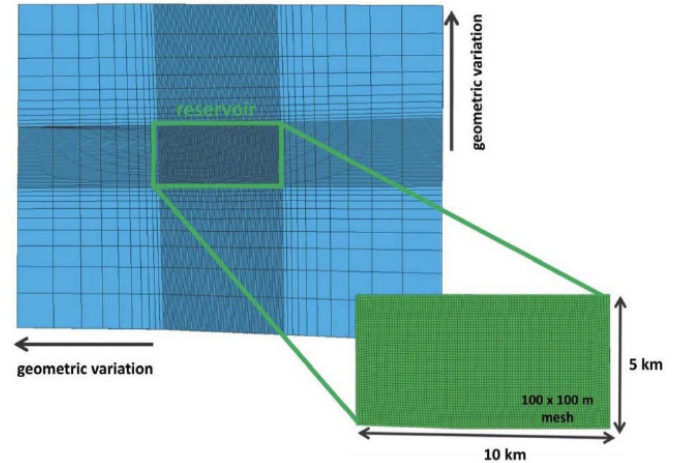 geometric variation
reservoir
geometric variation
5 km
100 x 100 m
mesh
10 km